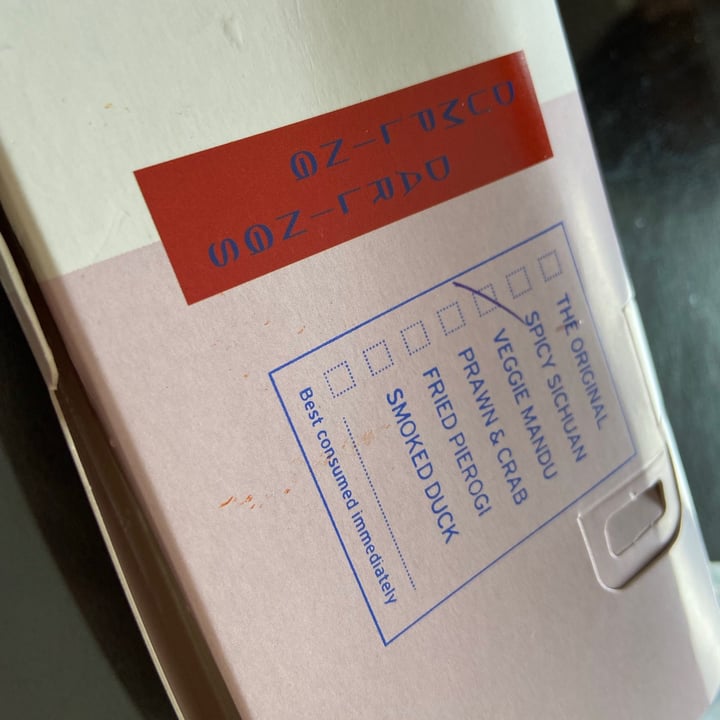 DUMPLING
DARLINGS
THE ORIGINAL
SPICY SICHUAN
VEGGIE MANDU
PRAWN & CRAB
FRIED PIEROGI
SMOKED DUCK
Best consumed immediately